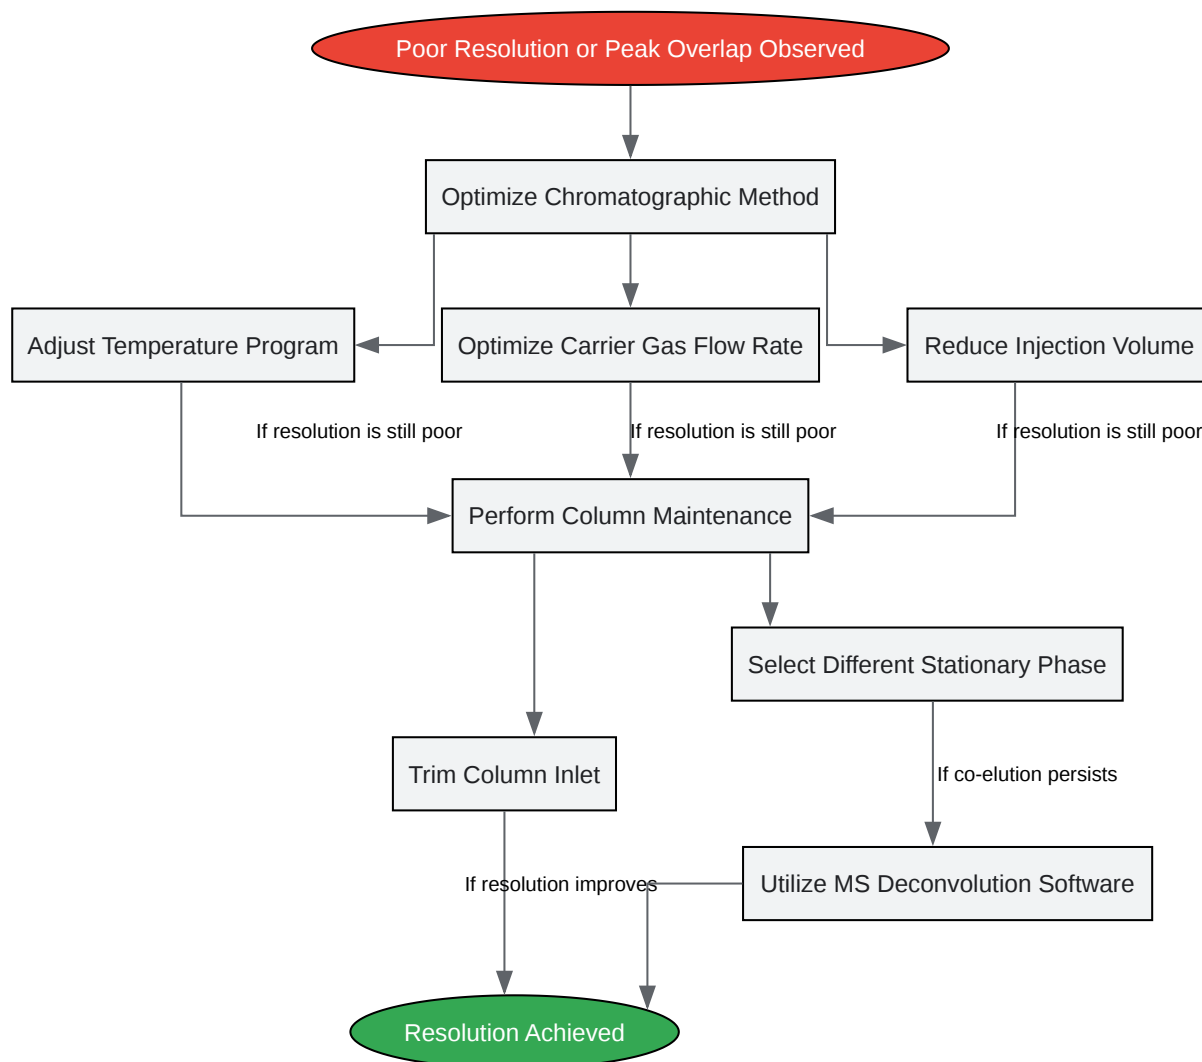 Poor Resolution or Peak Overlap Observed
Optimize Chromatographic Method
Adjust Temperature Program
Optimize Carrier Gas Flow Rate
Reduce Injection Volume
If resolution is still poor
If resolution is still poor
If resolution is still poor
Perform Column Maintenance
Select Different Stationary Phase
Trim Column Inlet
If co-elution persists
If resolution improves
Utilize MS Deconvolution Software
Resolution Achieved